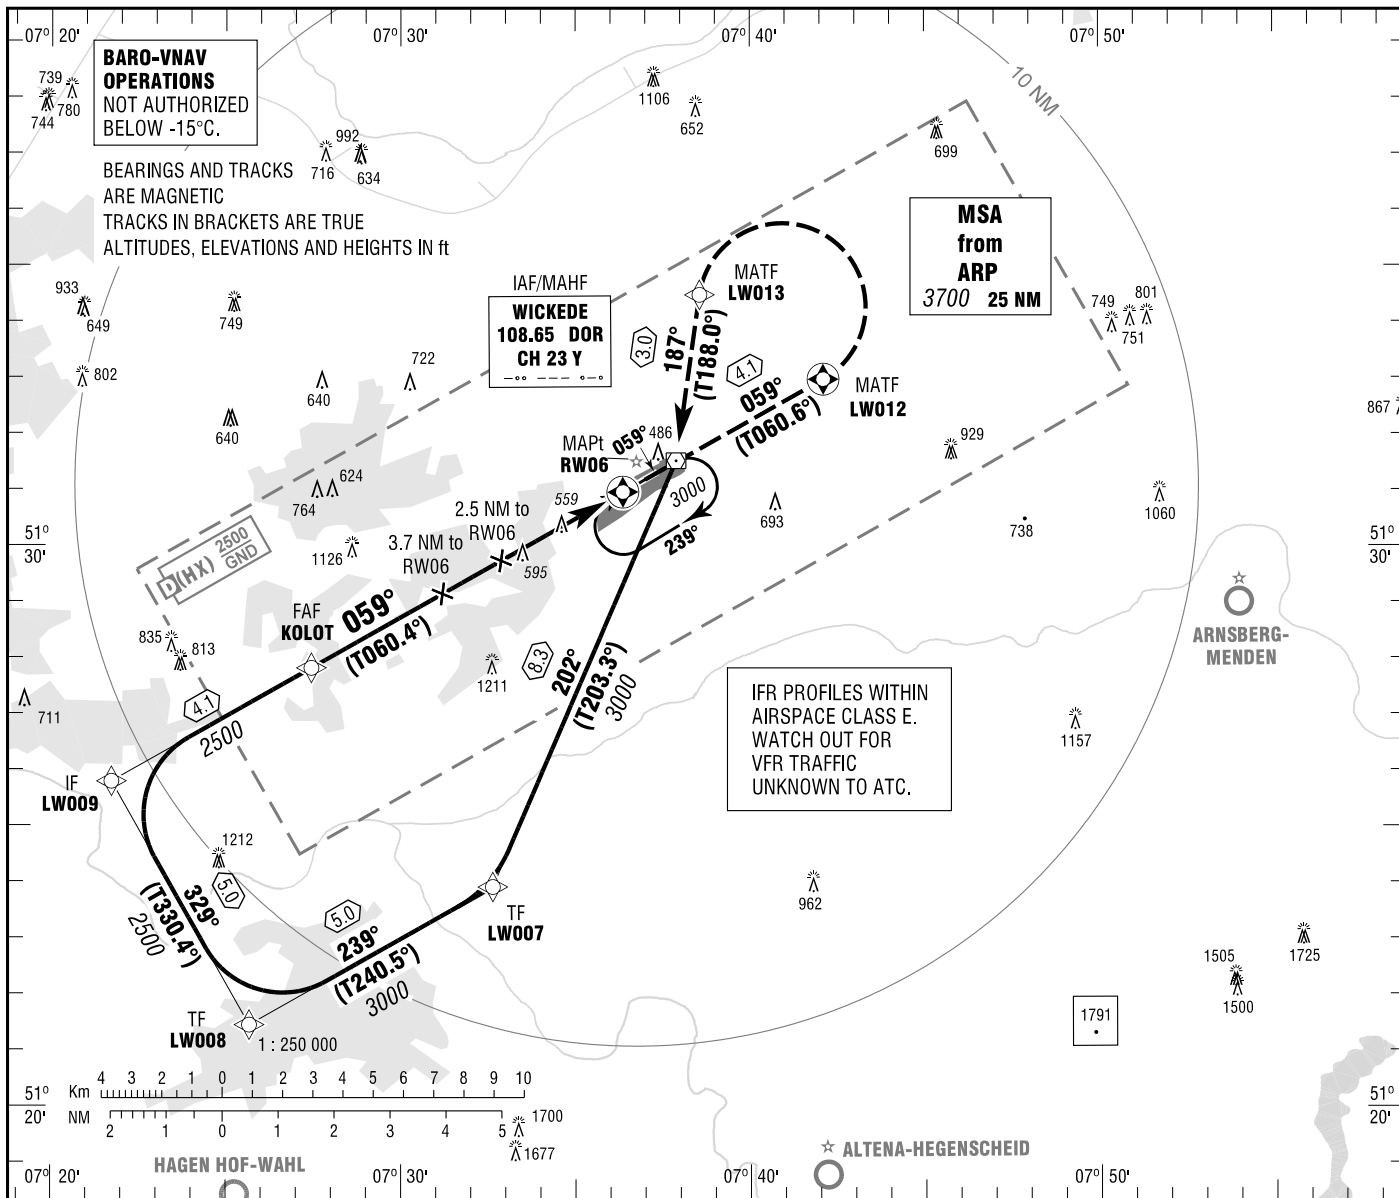 07° 20'
07° 30'
07° 40'
07° 50'
BARO-VNAV
OPERATIONS
NOT AUTHORIZED
BELOW -15°C.
739
744
780
992
716
634
1106
652
10 NM
699
BEARINGS AND TRACKS
ARE MAGNETIC
TRACKS IN BRACKETS ARE TRUE
ALTITUDES, ELEVATIONS AND HEIGHTS IN ft
MSA
from
ARP
3700 25 NM
IAF/MAHF
WICKEDE
108.65 DOR
CH 23 Y
MATF
LW013
933
649
749
749
801
751
802
640
722
640
3.0
187°
(T188.0°)
4.1
059°
(T060.6°)
MATF
LW012
867
MAPt
RW06
059°
486
929
624
764
559
3000
239°
693
738
1060
2.5 NM to
RW06
3.7 NM to
RW06
595
51°
30'
51°
30'
D(HX) 2500
GND
1126
FAF
KOLOT
059°
(T060.4°)
835
813
1211
8.3
202°
(T203.3°)
3000
ARNSBERG-
MENDEN
711
4.1
2500
IFR PROFILES WITHIN
AIRSPACE CLASS E.
WATCH OUT FOR
VFR TRAFFIC
UNKNOWN TO ATC.
1157
IF
LW009
1212
5.0
329°
(T330.4°)
2500
5.0
239°
(T240.5°)
3000
TF
LW007
962
1725
1505
1500
1791
TF
LW008
1 : 250 000
Km 4 3 2 1 0 1 2 3 4 5 6 7 8 9 10
NM 2 1 0 1 2 3 4 5
1700
1677
51°
20'
51°
20'
HAGEN HOF-WAHL
ALTENA-HEGENSCHEID
07° 20'
07° 30'
07° 40'
07° 50'